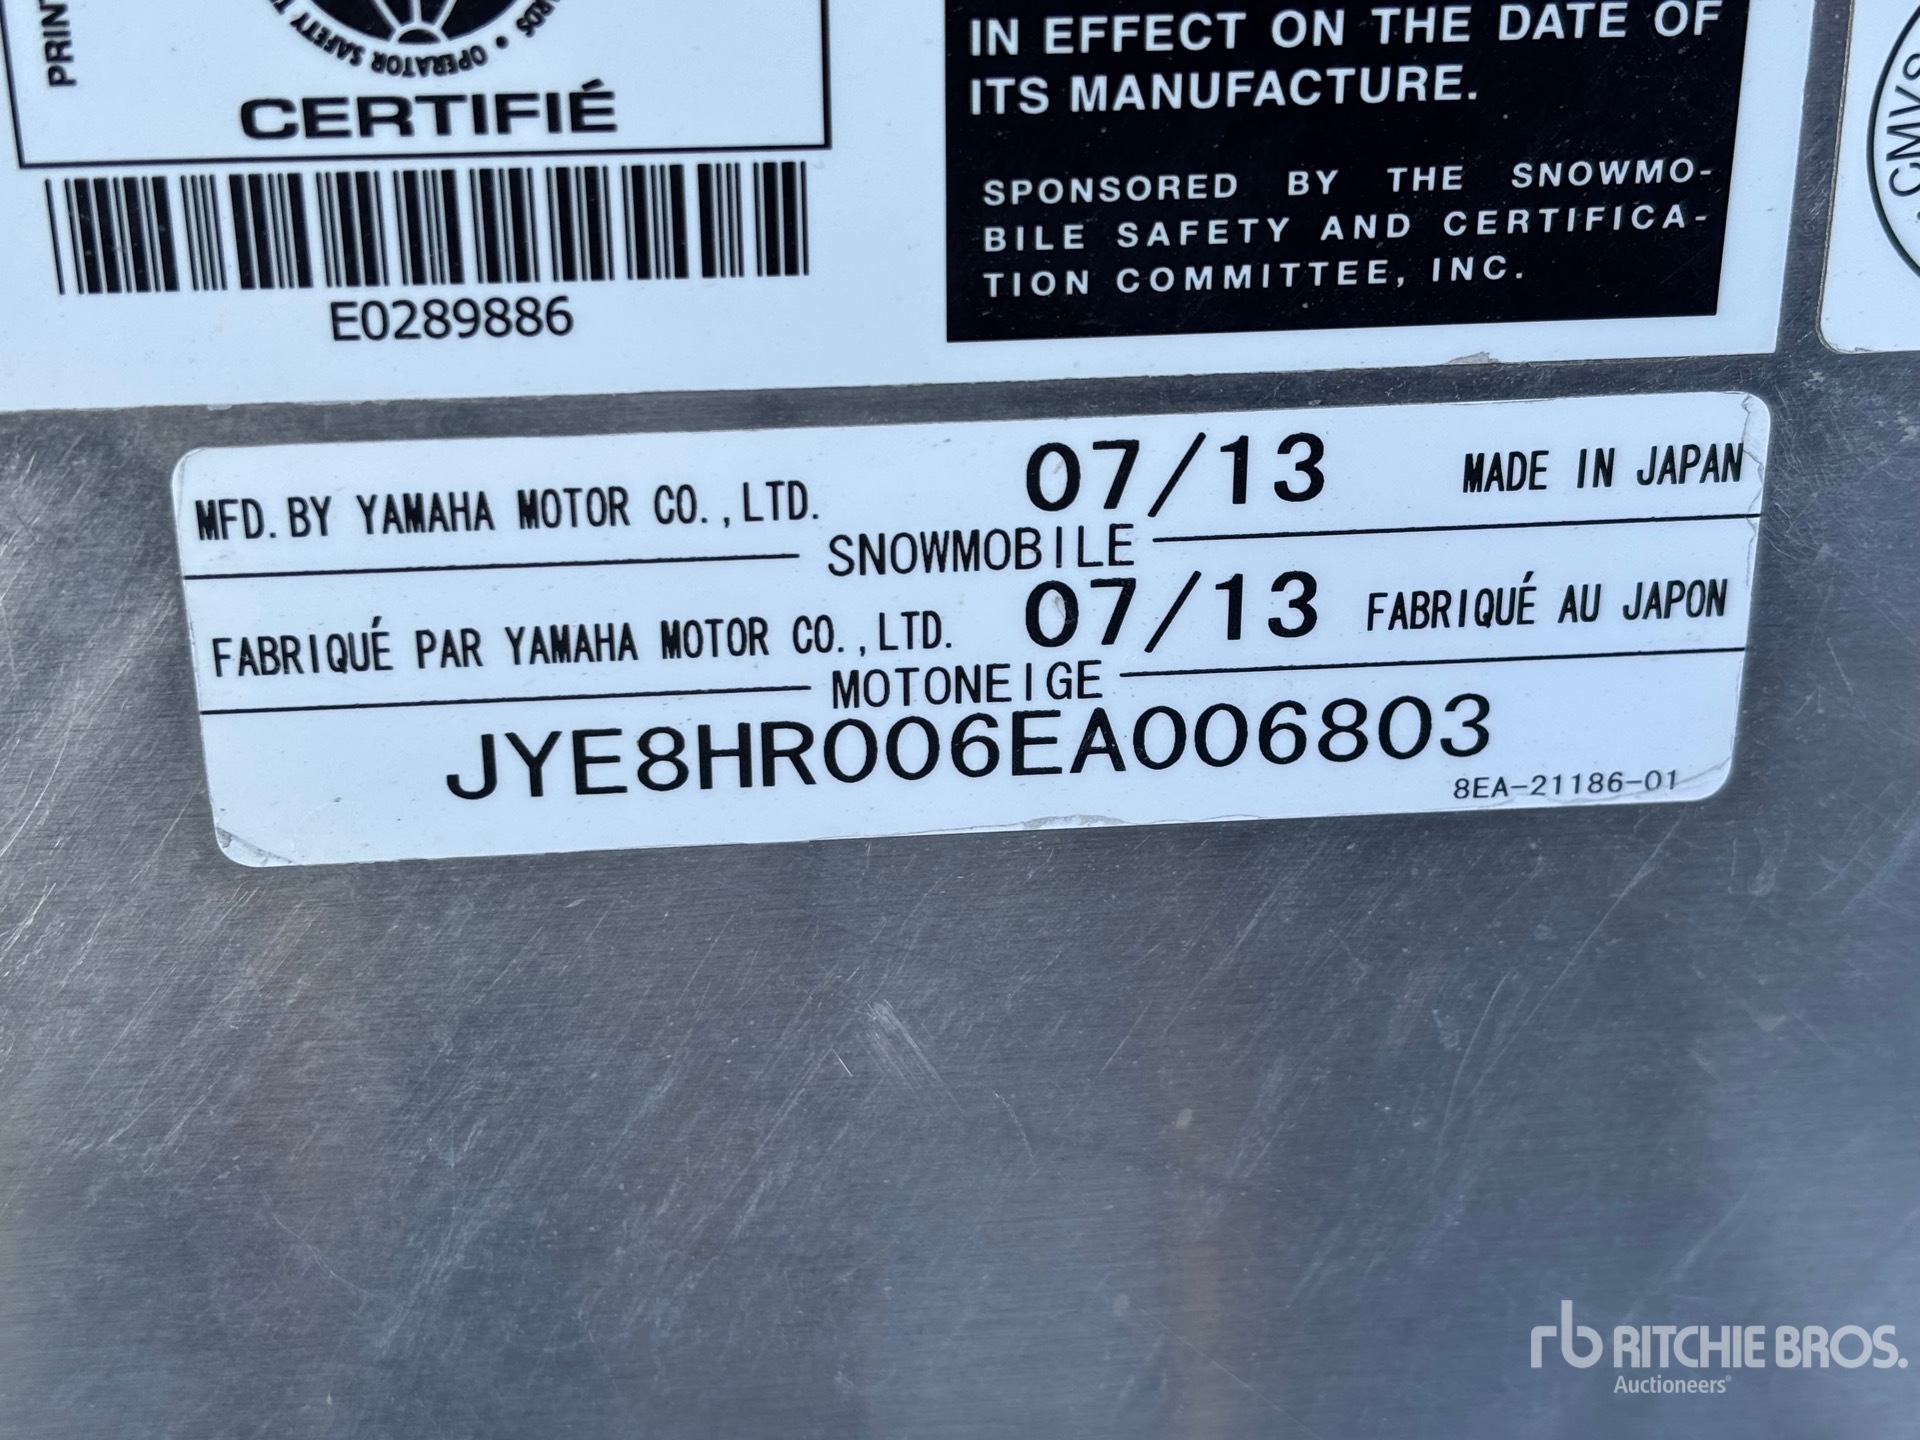 PRINT
OPERATOR SAFETY
CERTIFIÉ
E0289886
IN EFFECT ON THE DATE OF
ITS MANUFACTURE.
SPONSORED BY THE SNOWMO-
BILE SAFETY AND CERTIFICA-
TION COMMITTEE, INC.
MFD. BY YAMAHA MOTOR CO., LTD. 07/13 MADE IN JAPAN
SNOWMOBILE
FABRIQUÉ PAR YAMAHA MOTOR CO., LTD. 07/13 FABRIQUÉ AU JAPON
MOTONEIGE
JYE8HR006EA006803
8EA-21186-01
rb RITCHIE BROS.
Auctioneers